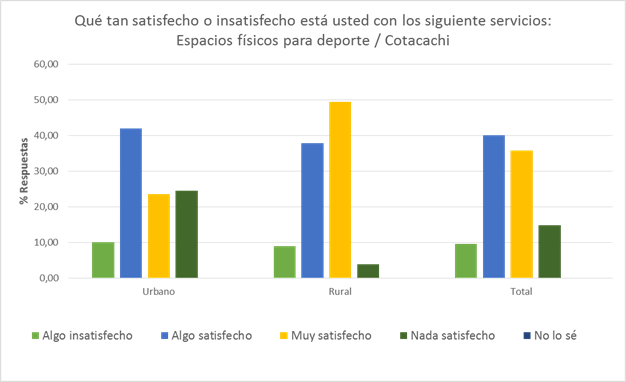 Qué tan satisfecho o insatisfecho está usted con los siguiente servicios:
Espacios físicos para deporte / Cotacachi
60,00
50,00
40,00
30,00
20,00
10,00
0,00
% Respuestas
Urbano Rural Total
Algo insatisfecho Algo satisfecho Muy satisfecho Nada satisfecho No lo sé